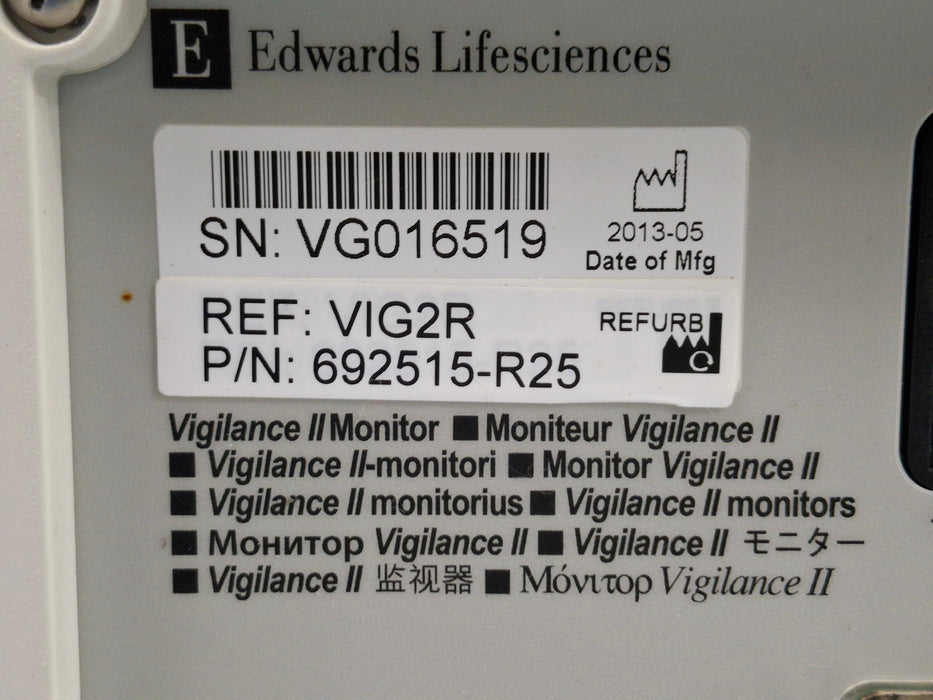 E Edwards Lifesciences
SN: VG016519
2013-05
Date of Mfg
REF: VIG2R
REFURB
P/N: 692515-R25
Vigilance II Monitor ■ Moniteur Vigilance II
■ Vigilance II-monitori ■ Monitor Vigilance II
■ Vigilance II monitorius ■ Vigilance II monitors
■ Монитор Vigilance II ■ Vigilance II モニター
■ Vigilance II 监视器 ■ Μόνιτορ Vigilance II